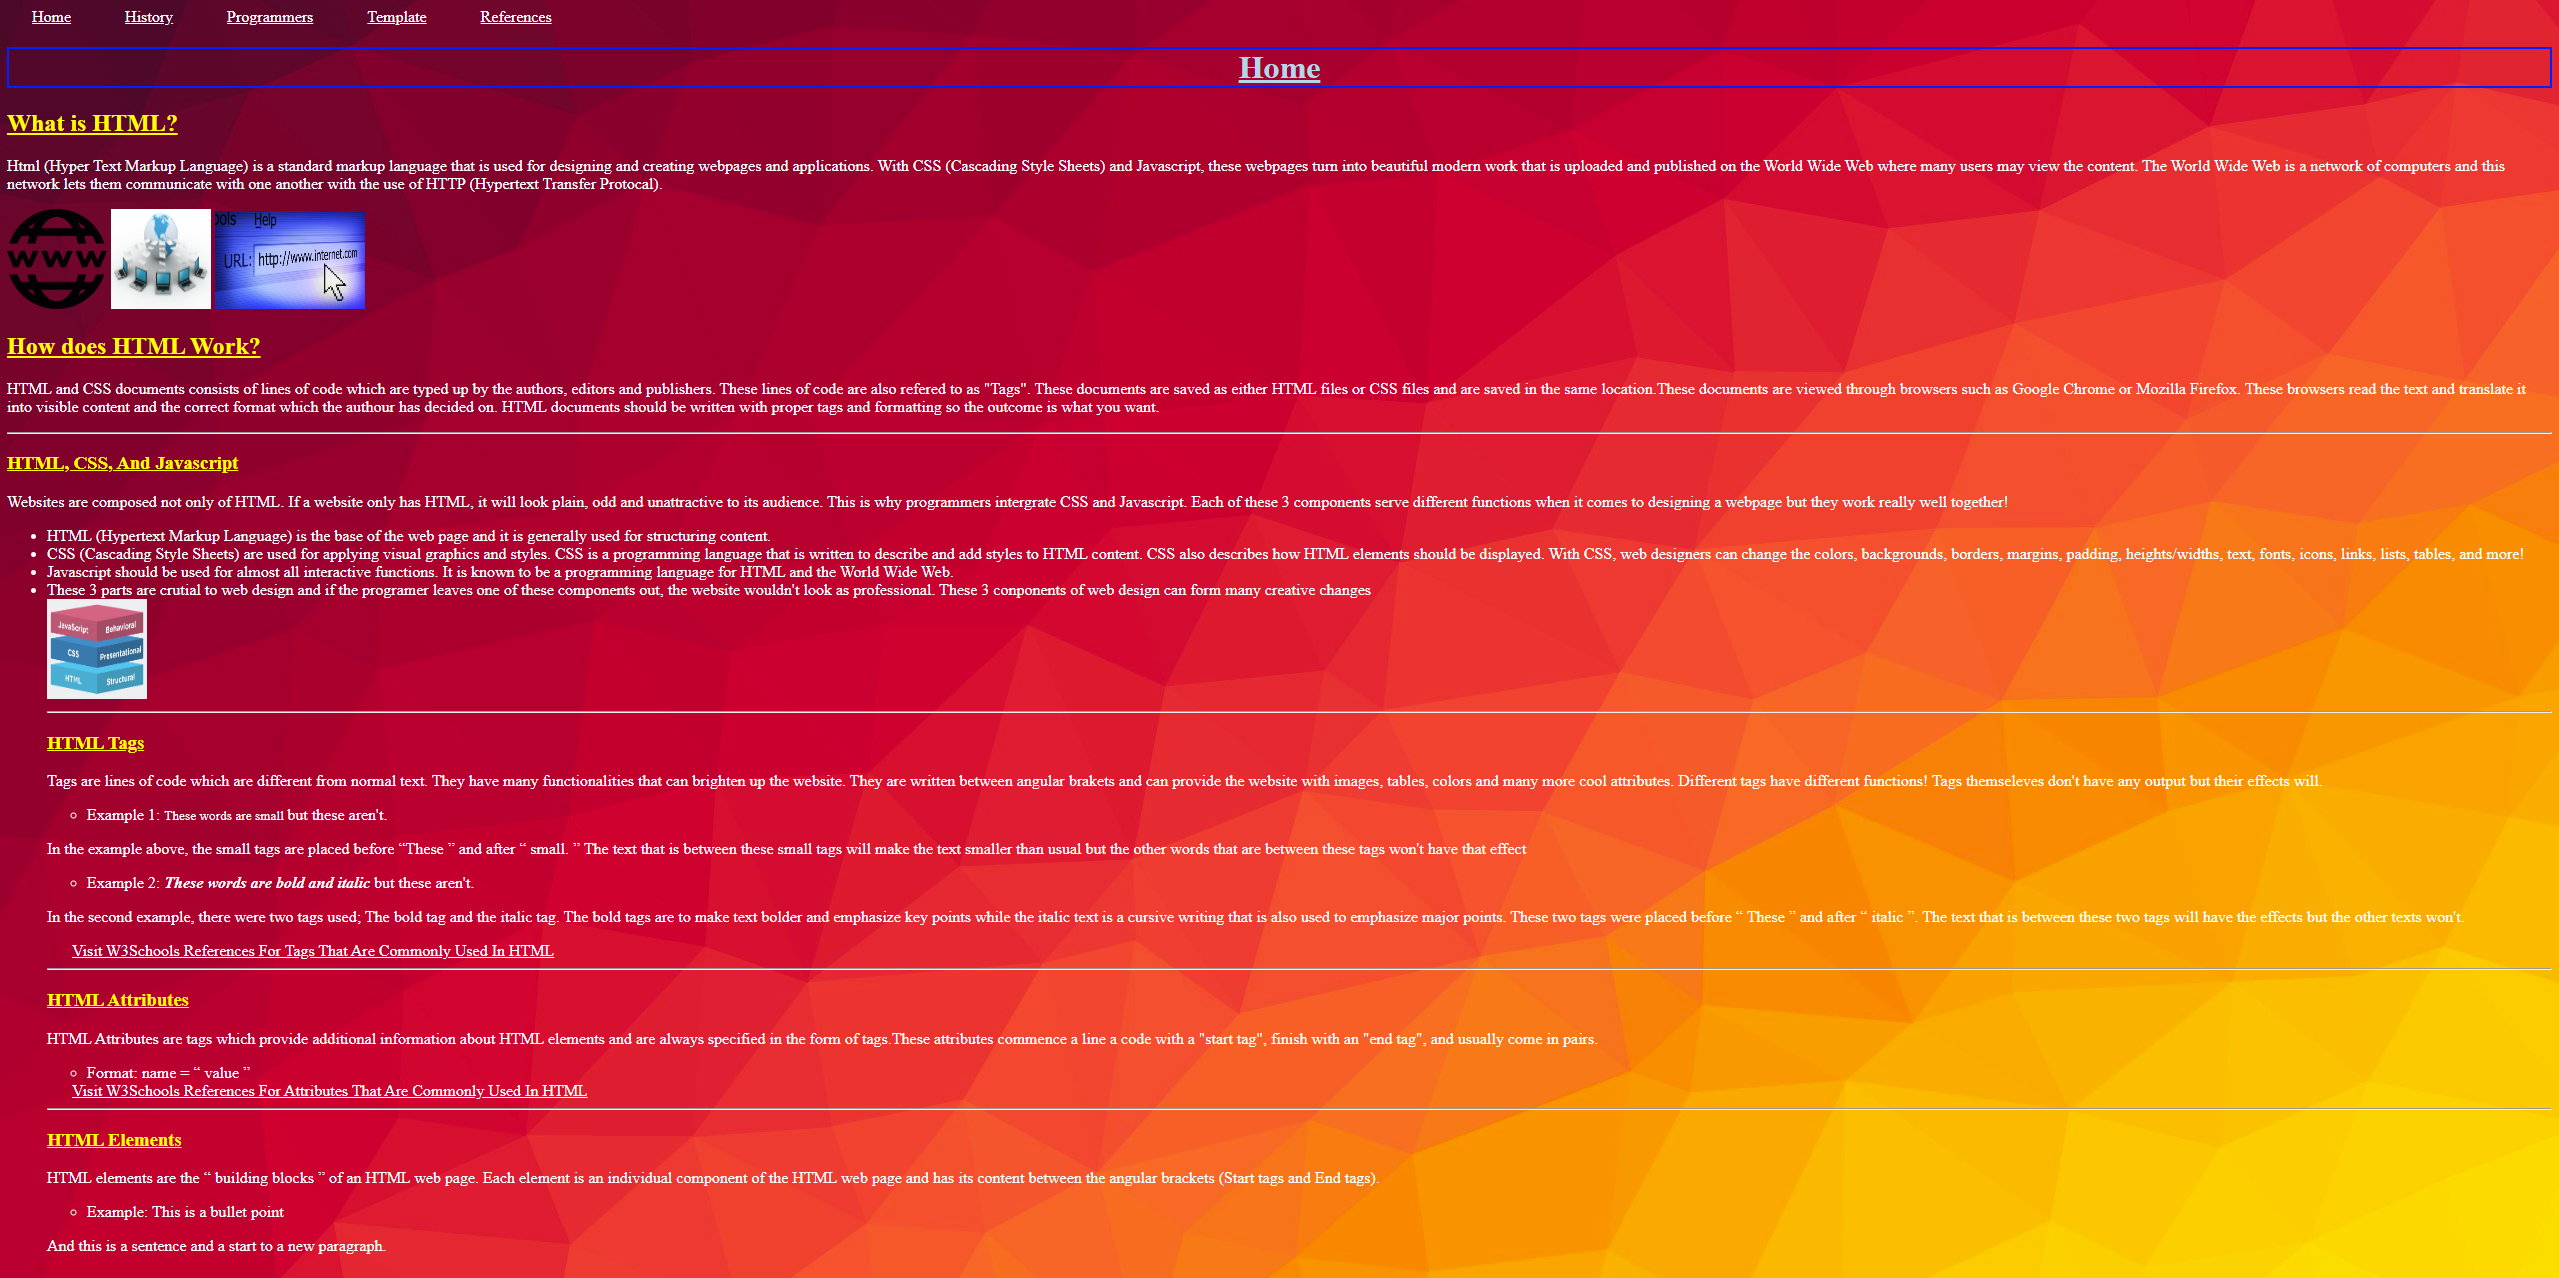 Home History Programmers Template References
Home
What is HTML?
Html (Hyper Text Markup Language) is a standard markup language that is used for designing and creating webpages and applications. With CSS (Cascading Style Sheets) and Javascript, these webpages turn into beautiful modern work that is uploaded and published on the World Wide Web where many users may view the content. The World Wide Web is a network of computers and this
network lets them communicate with one another with the use of HTTP (Hypertext Transfer Protocal).
WWW
ools Help
URL: http://www.internet.com
How does HTML Work?
HTML and CSS documents consists of lines of code which are typed up by the authors, editors and publishers. These lines of code are also refered to as "Tags". These documents are saved as either HTML files or CSS files and are saved in the same location.These documents are viewed through browsers such as Google Chrome or Mozilla Firefox. These browsers read the text and translate it
into visible content and the correct format which the authour has decided on. HTML documents should be written with proper tags and formatting so the outcome is what you want.
HTML, CSS, And Javascript
Websites are composed not only of HTML. If a website only has HTML, it will look plain, odd and unattractive to its audience. This is why programmers intergrate CSS and Javascript. Each of these 3 components serve different functions when it comes to designing a webpage but they work really well together!
• HTML (Hypertext Markup Language) is the base of the web page and it is generally used for structuring content.
• CSS (Cascading Style Sheets) are used for applying visual graphics and styles. CSS is a programming language that is written to describe and add styles to HTML content. CSS also describes how HTML elements should be displayed. With CSS, web designers can change the colors, backgrounds, borders, margins, padding, heights/widths, text, fonts, icons, links, lists, tables, and more!
• Javascript should be used for almost all interactive functions. It is known to be a programming language for HTML and the World Wide Web.
• These 3 parts are crutial to web design and if the programer leaves one of these components out, the website wouldn't look as professional. These 3 conponents of web design can form many creative changes
JavaScript Behavioral
CSS Presentational
HTML Structural
HTML Tags
Tags are lines of code which are different from normal text. They have many functionalities that can brighten up the website. They are written between angular brakets and can provide the website with images, tables, colors and many more cool attributes. Different tags have different functions! Tags themseleves don't have any output but their effects will.
◦ Example 1: These words are small but these aren't.
In the example above, the small tags are placed before “These ” and after “ small. ” The text that is between these small tags will make the text smaller than usual but the other words that are between these tags won't have that effect
◦ Example 2: These words are bold and italic but these aren't.
In the second example, there were two tags used; The bold tag and the italic tag. The bold tags are to make text bolder and emphasize key points while the italic text is a cursive writing that is also used to emphasize major points. These two tags were placed before “ These ” and after “ italic ”. The text that is between these two tags will have the effects but the other texts won't.
Visit W3Schools References For Tags That Are Commonly Used In HTML
HTML Attributes
HTML Attributes are tags which provide additional information about HTML elements and are always specified in the form of tags.These attributes commence a line a code with a "start tag", finish with an "end tag", and usually come in pairs.
◦ Format: name = “ value ”
Visit W3Schools References For Attributes That Are Commonly Used In HTML
HTML Elements
HTML elements are the “ building blocks ” of an HTML web page. Each element is an individual component of the HTML web page and has its content between the angular brackets (Start tags and End tags).
◦ Example: This is a bullet point
And this is a sentence and a start to a new paragraph.